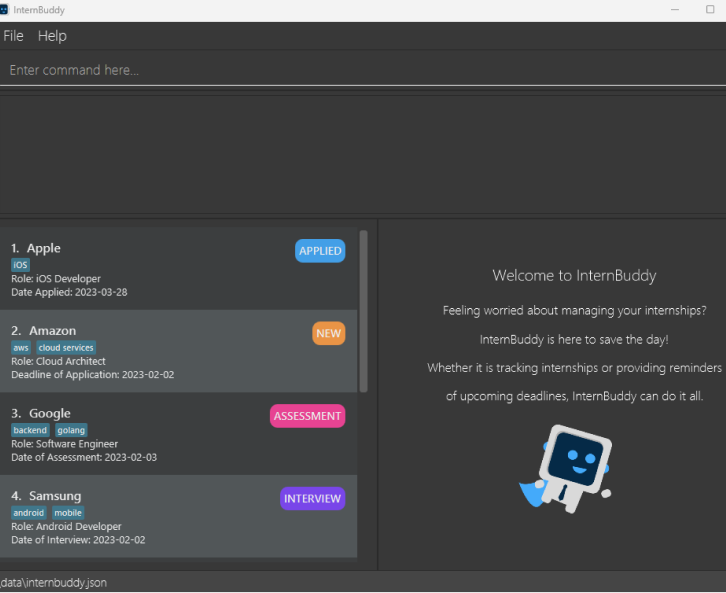 InternBuddy
File Help
Enter command here...
1. Apple
APPLIED
iOS
Role: iOS Developer
Date Applied: 2023-03-28
2. Amazon
NEW
aws cloud services
Role: Cloud Architect
Deadline of Application: 2023-02-02
3. Google
ASSESSMENT
backend golang
Role: Software Engineer
Date of Assessment: 2023-02-03
4. Samsung
INTERVIEW
android mobile
Role: Android Developer
Date of Interview: 2023-02-02
Welcome to InternBuddy
Feeling worried about managing your internships?
InternBuddy is here to save the day!
Whether it is tracking internships or providing reminders
of upcoming deadlines, InternBuddy can do it all.
\data\internbuddy.json